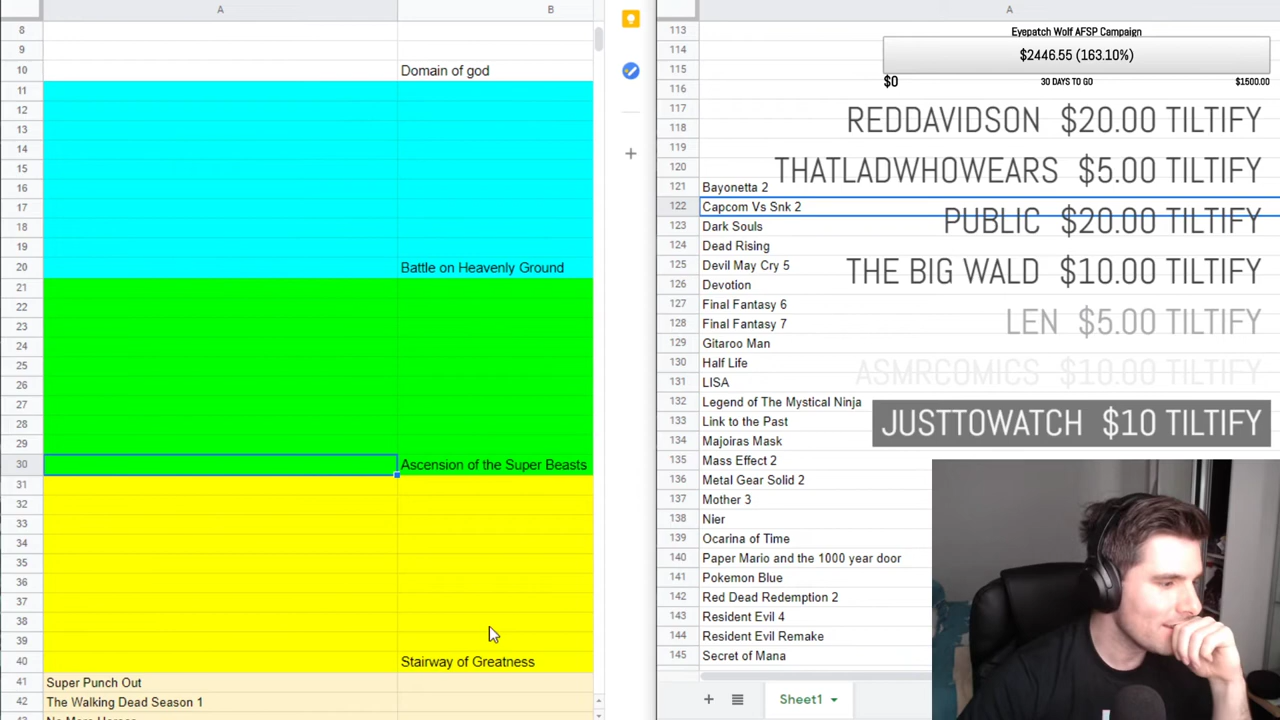 A
B
8
9
10 Domain of god
11
12
13
14
15
16
17
18
19
20 Battle on Heavenly Ground
21
22
23
24
25
26
27
28
29
30 Ascension of the Super Beasts
31
32
33
34
35
36
37
38
39
40 Stairway of Greatness
41 Super Punch Out
42 The Walking Dead Season 1
A
113
114
115
116
117
118
119
120
121 Bayonetta 2
122 Capcom Vs Snk 2
123 Dark Souls
124 Dead Rising
125 Devil May Cry 5
126 Devotion
127 Final Fantasy 6
128 Final Fantasy 7
129 Gitaroo Man
130 Half Life
131 LISA
132 Legend of The Mystical Ninja
133 Link to the Past
134 Majoiras Mask
135 Mass Effect 2
136 Metal Gear Solid 2
137 Mother 3
138 Nier
139 Ocarina of Time
140 Paper Mario and the 1000 year door
141 Pokemon Blue
142 Red Dead Redemption 2
143 Resident Evil 4
144 Resident Evil Remake
145 Secret of Mana
Sheet1
Eyepatch Wolf AFSP Campaign
$2446.55 (163.10%)
$0 30 DAYS TO GO $1500.00
REDDAVIDSON $20.00 TILTIFY
THATLADWHOWEARS $5.00 TILTIFY
PUBLIC $20.00 TILTIFY
THE BIG WALD $10.00 TILTIFY
LEN $5.00 TILTIFY
ASMRCOMICS $10.00 TILTIFY
JUSTTOWATCH $10 TILTIFY